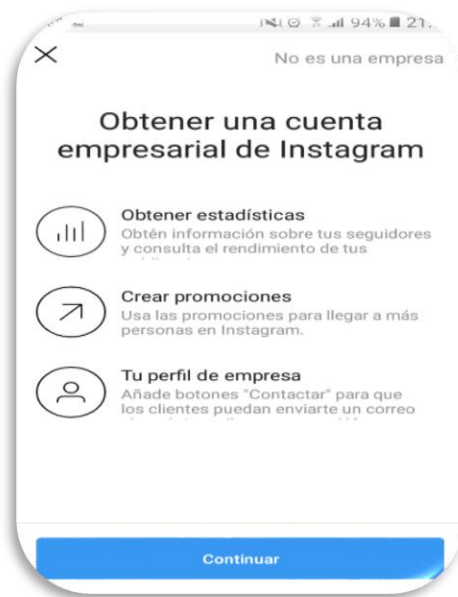 94% 21:
No es una empresa
Obtener una cuenta
empresarial de Instagram
Obtener estadísticas
Obtén información sobre tus seguidores
y consulta el rendimiento de tus
Crear promociones
Usa las promociones para llegar a más
personas en Instagram.
Tu perfil de empresa
Añade botones "Contactar" para que
los clientes puedan enviarte un correo
Continuar